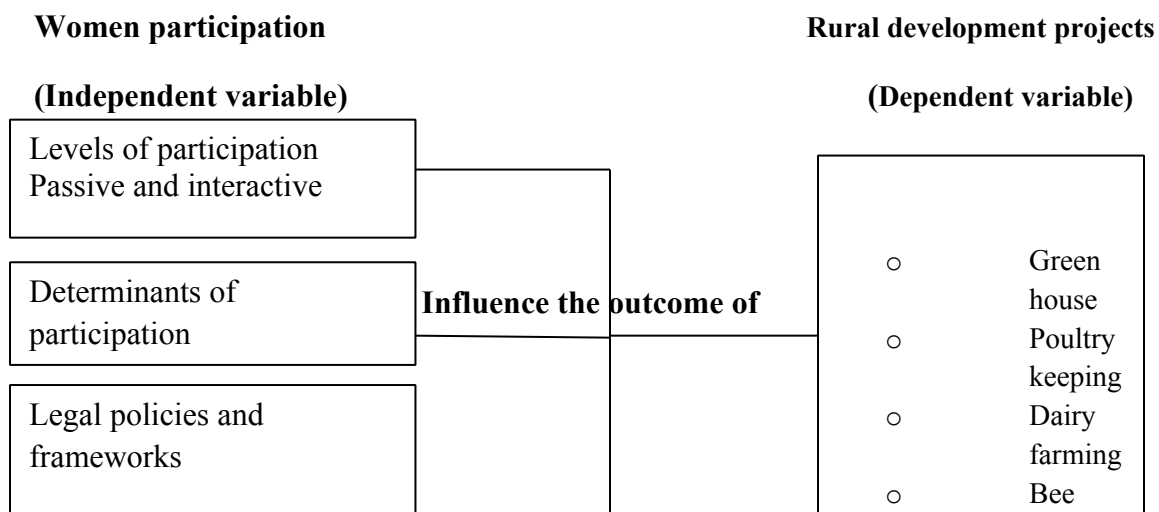 Women participation
(Independent variable)
Levels of participation
Passive and interactive
Determinants of
participation
Legal policies and
frameworks
Influence the outcome of
Rural development projects
(Dependent variable)
o Green
house
o Poultry
keeping
o Dairy
farming
o Bee